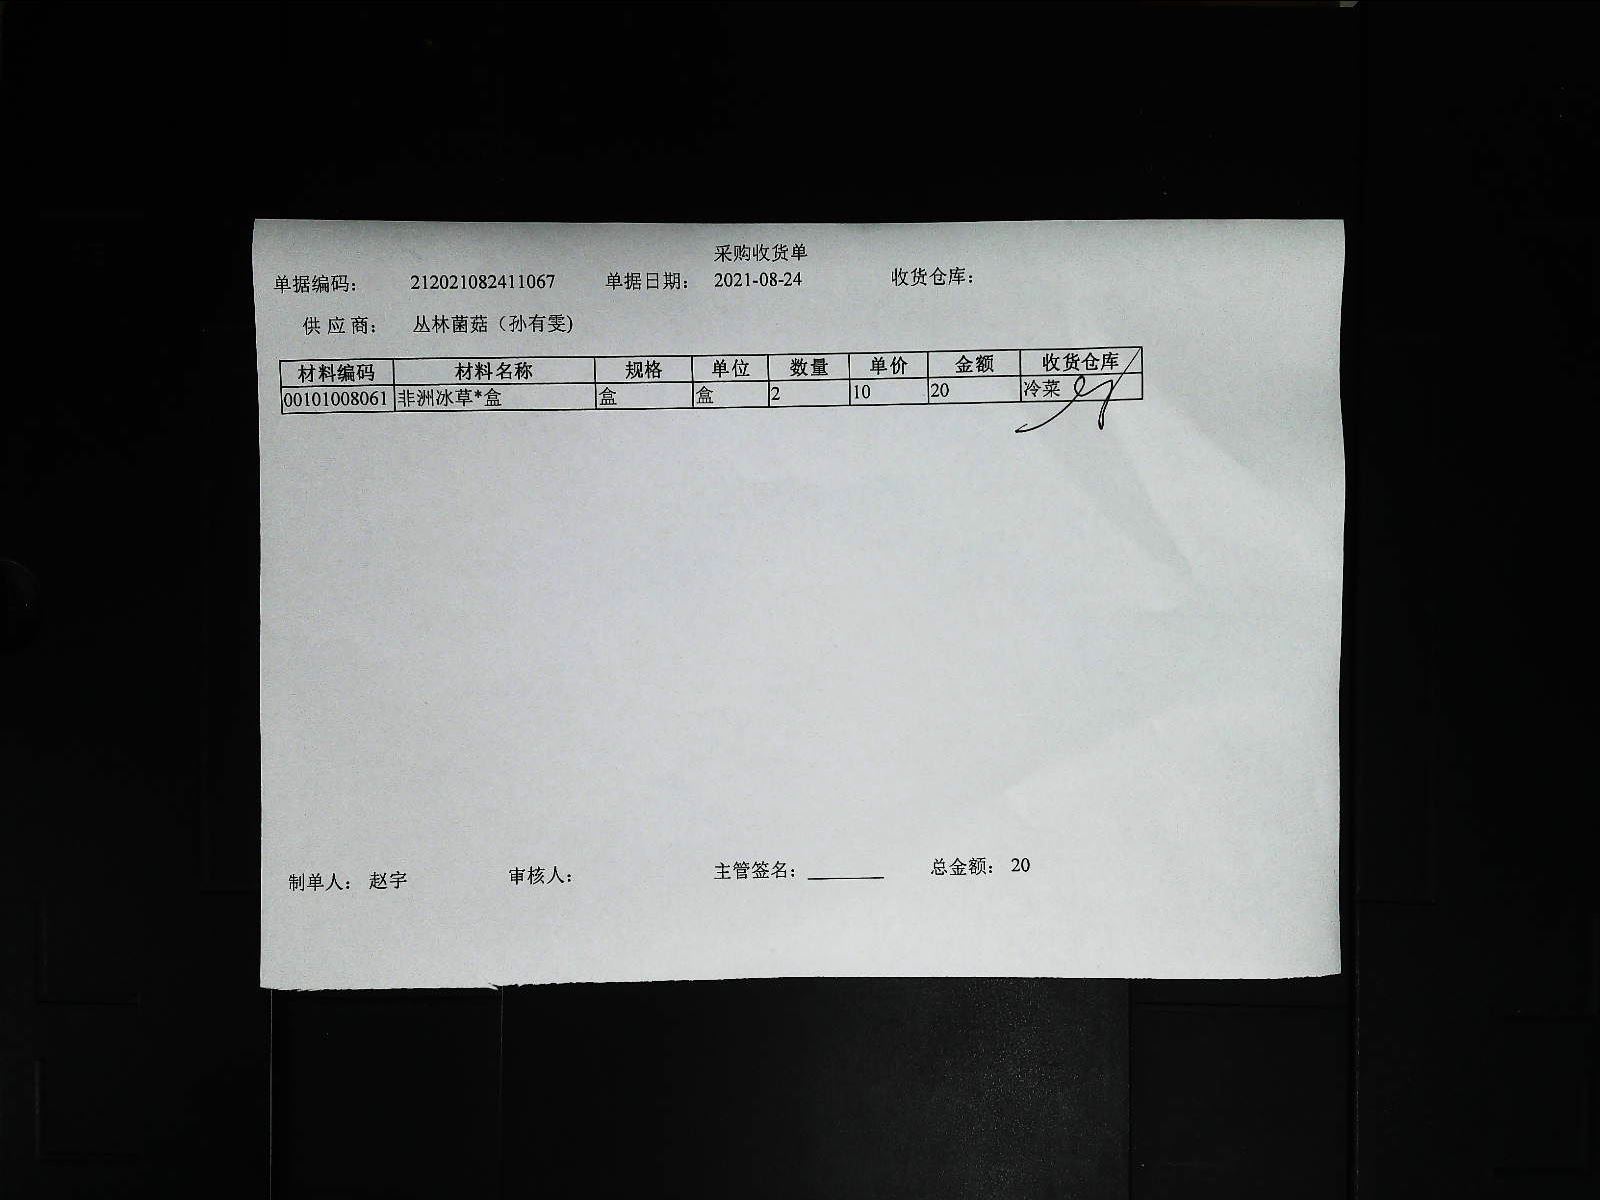 采购收货单
单据编码： 212021082411067 单据日期： 2021-08-24 收货仓库：
供 应 商： 丛林菌菇（孙有雯)
材料编码 材料名称 规格 单位 数量 单价 金额 收货仓库
00101008061 非洲冰草*盒 盒 盒 2 10 20 冷菜
制单人： 赵宇 审核人： 主管签名：________ 总金额： 20